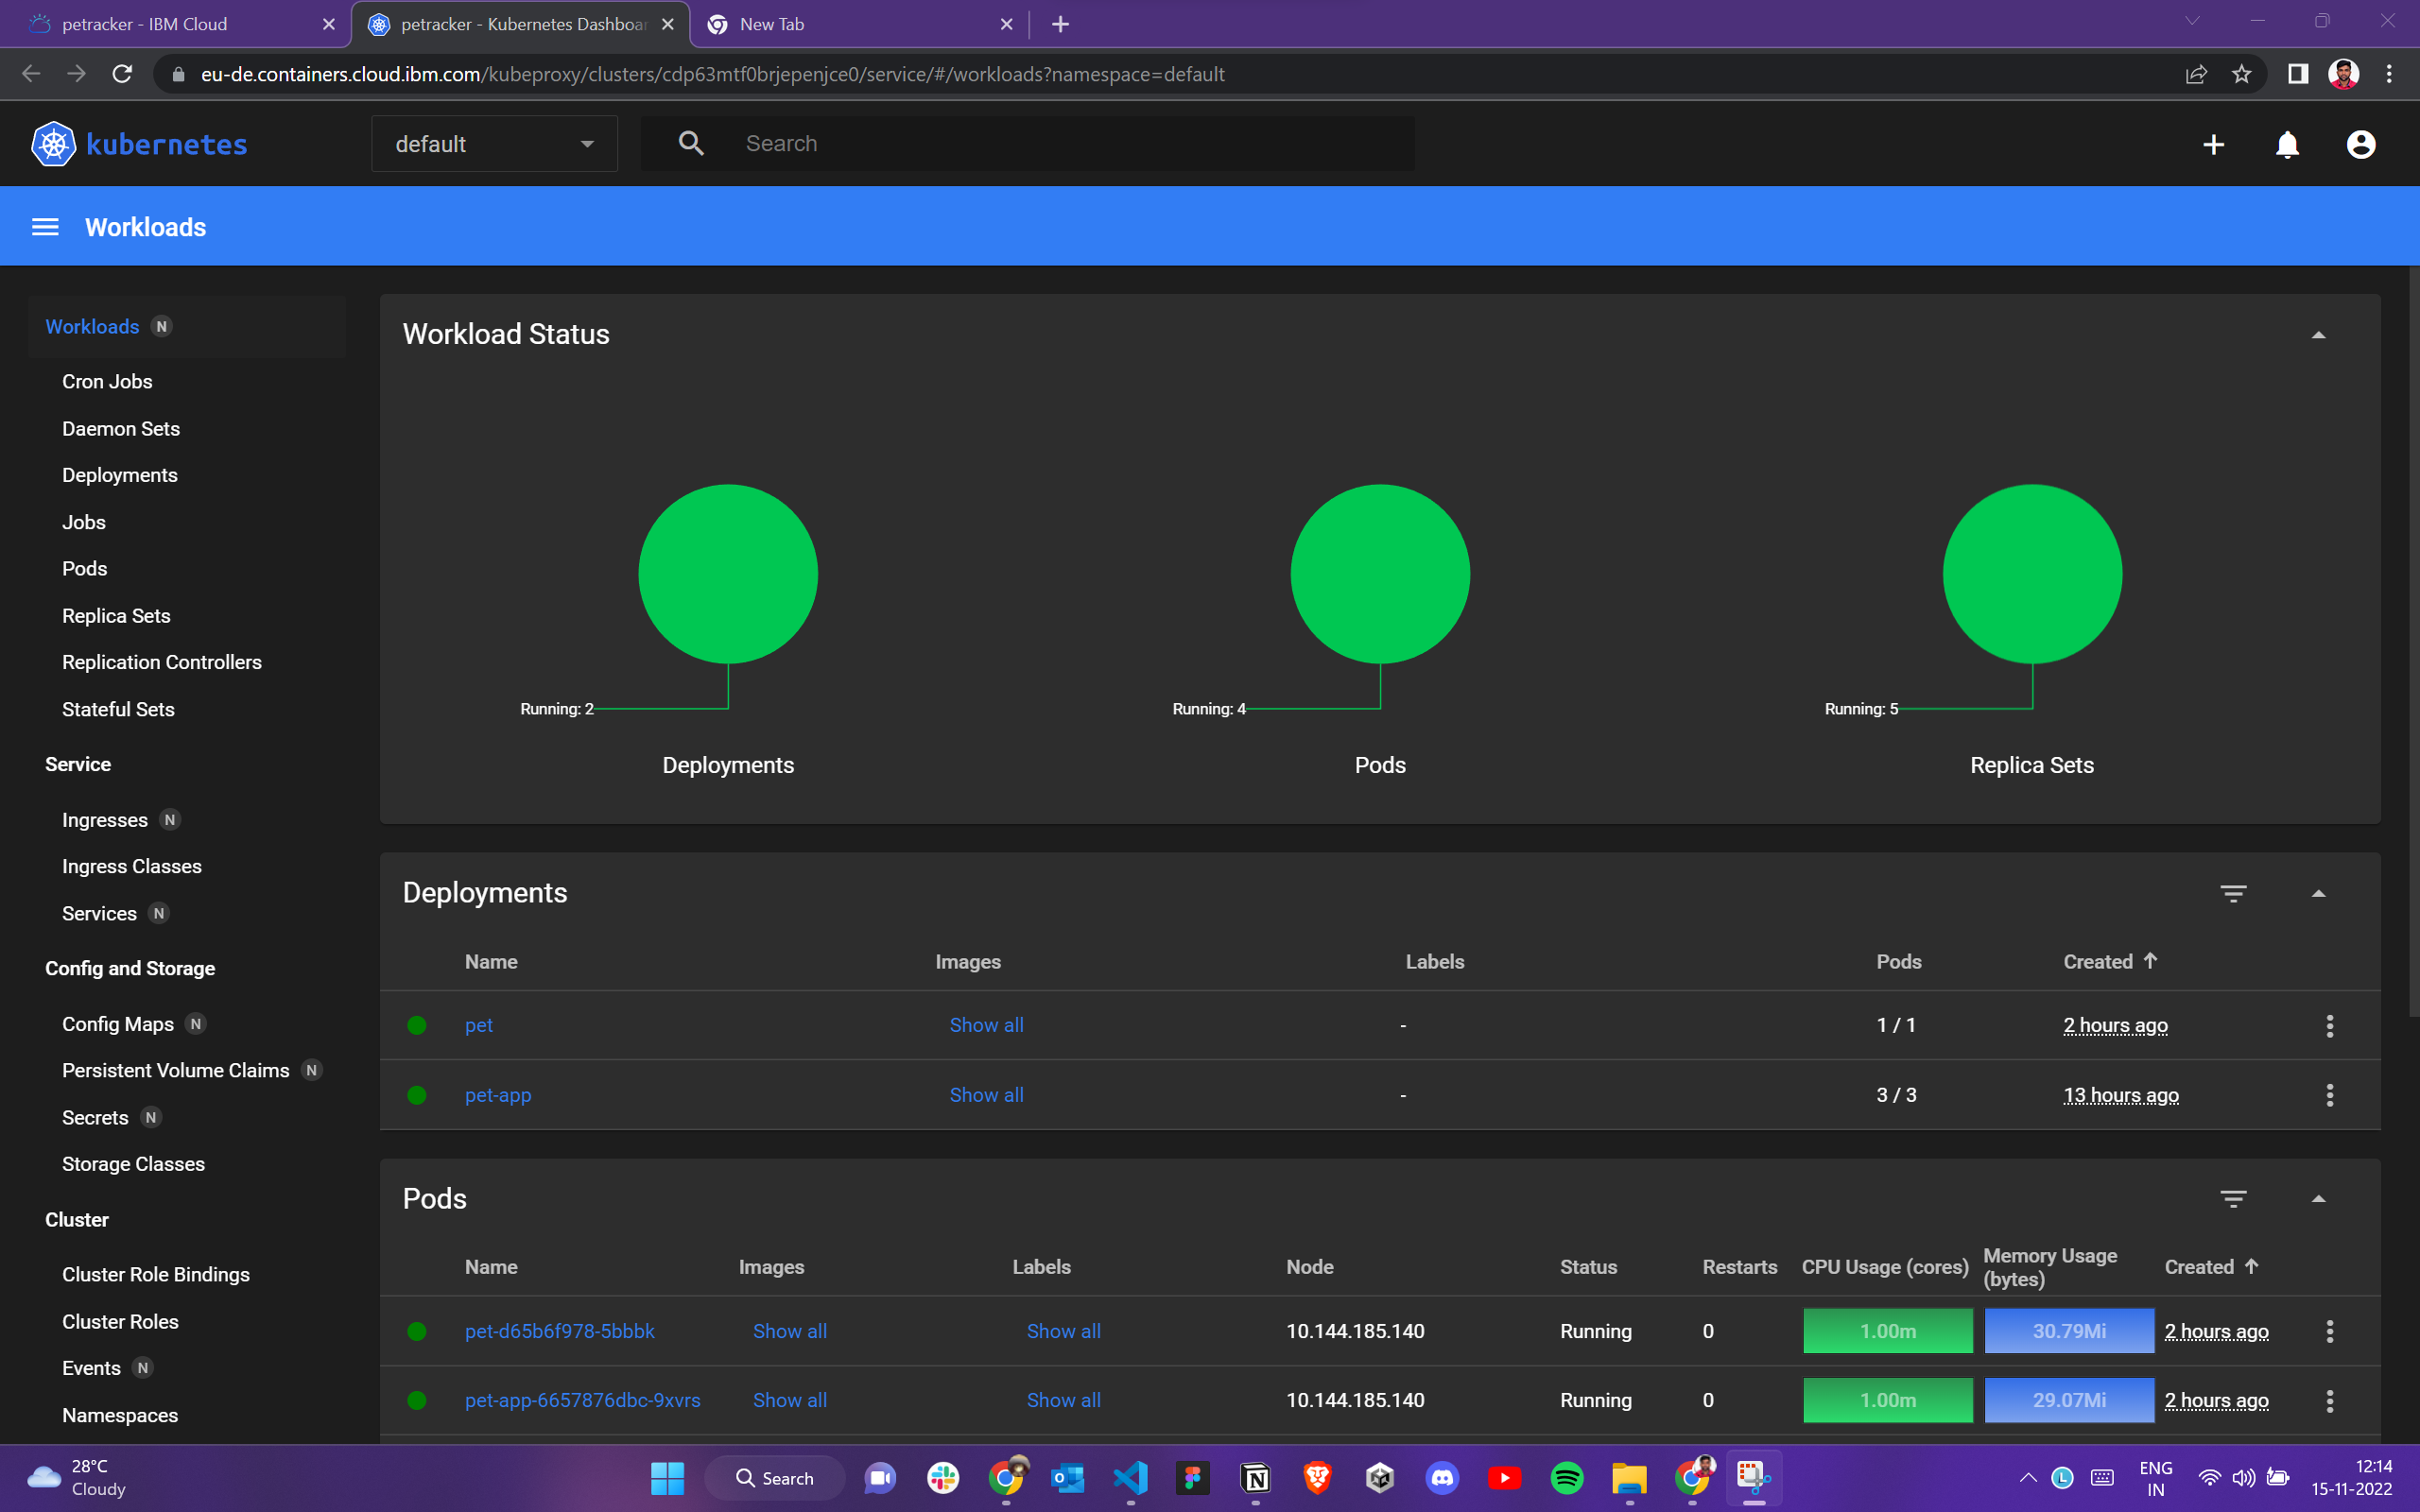 petracker - IBM Cloud
petracker - Kubernetes Dashboar
New Tab
eu-de.containers.cloud.ibm.com/kubeproxy/clusters/cdp63mtf0brjepenjce0/service/#/workloads?namespace=default
kubernetes
default
Search
Workloads
Workloads N
Cron Jobs
Daemon Sets
Deployments
Jobs
Pods
Replica Sets
Replication Controllers
Stateful Sets
Service
Ingresses N
Ingress Classes
Services N
Config and Storage
Config Maps N
Persistent Volume Claims N
Secrets N
Storage Classes
Cluster
Cluster Role Bindings
Cluster Roles
Events N
Namespaces
Workload Status
Running: 2
Running: 4
Running: 5
Deployments
Pods
Replica Sets
Deployments
Name Images Labels Pods Created
pet Show all - 1 / 1 2 hours ago
pet-app Show all - 3 / 3 13 hours ago
Pods
Name Images Labels Node Status Restarts CPU Usage (cores) Memory Usage (bytes) Created
pet-d65b6f978-5bbbk Show all Show all 10.144.185.140 Running 0 1.00m 30.79Mi 2 hours ago
pet-app-6657876dbc-9xvrs Show all Show all 10.144.185.140 Running 0 1.00m 29.07Mi 2 hours ago
28°C
Cloudy
Search
ENG
IN
12:14
15-11-2022